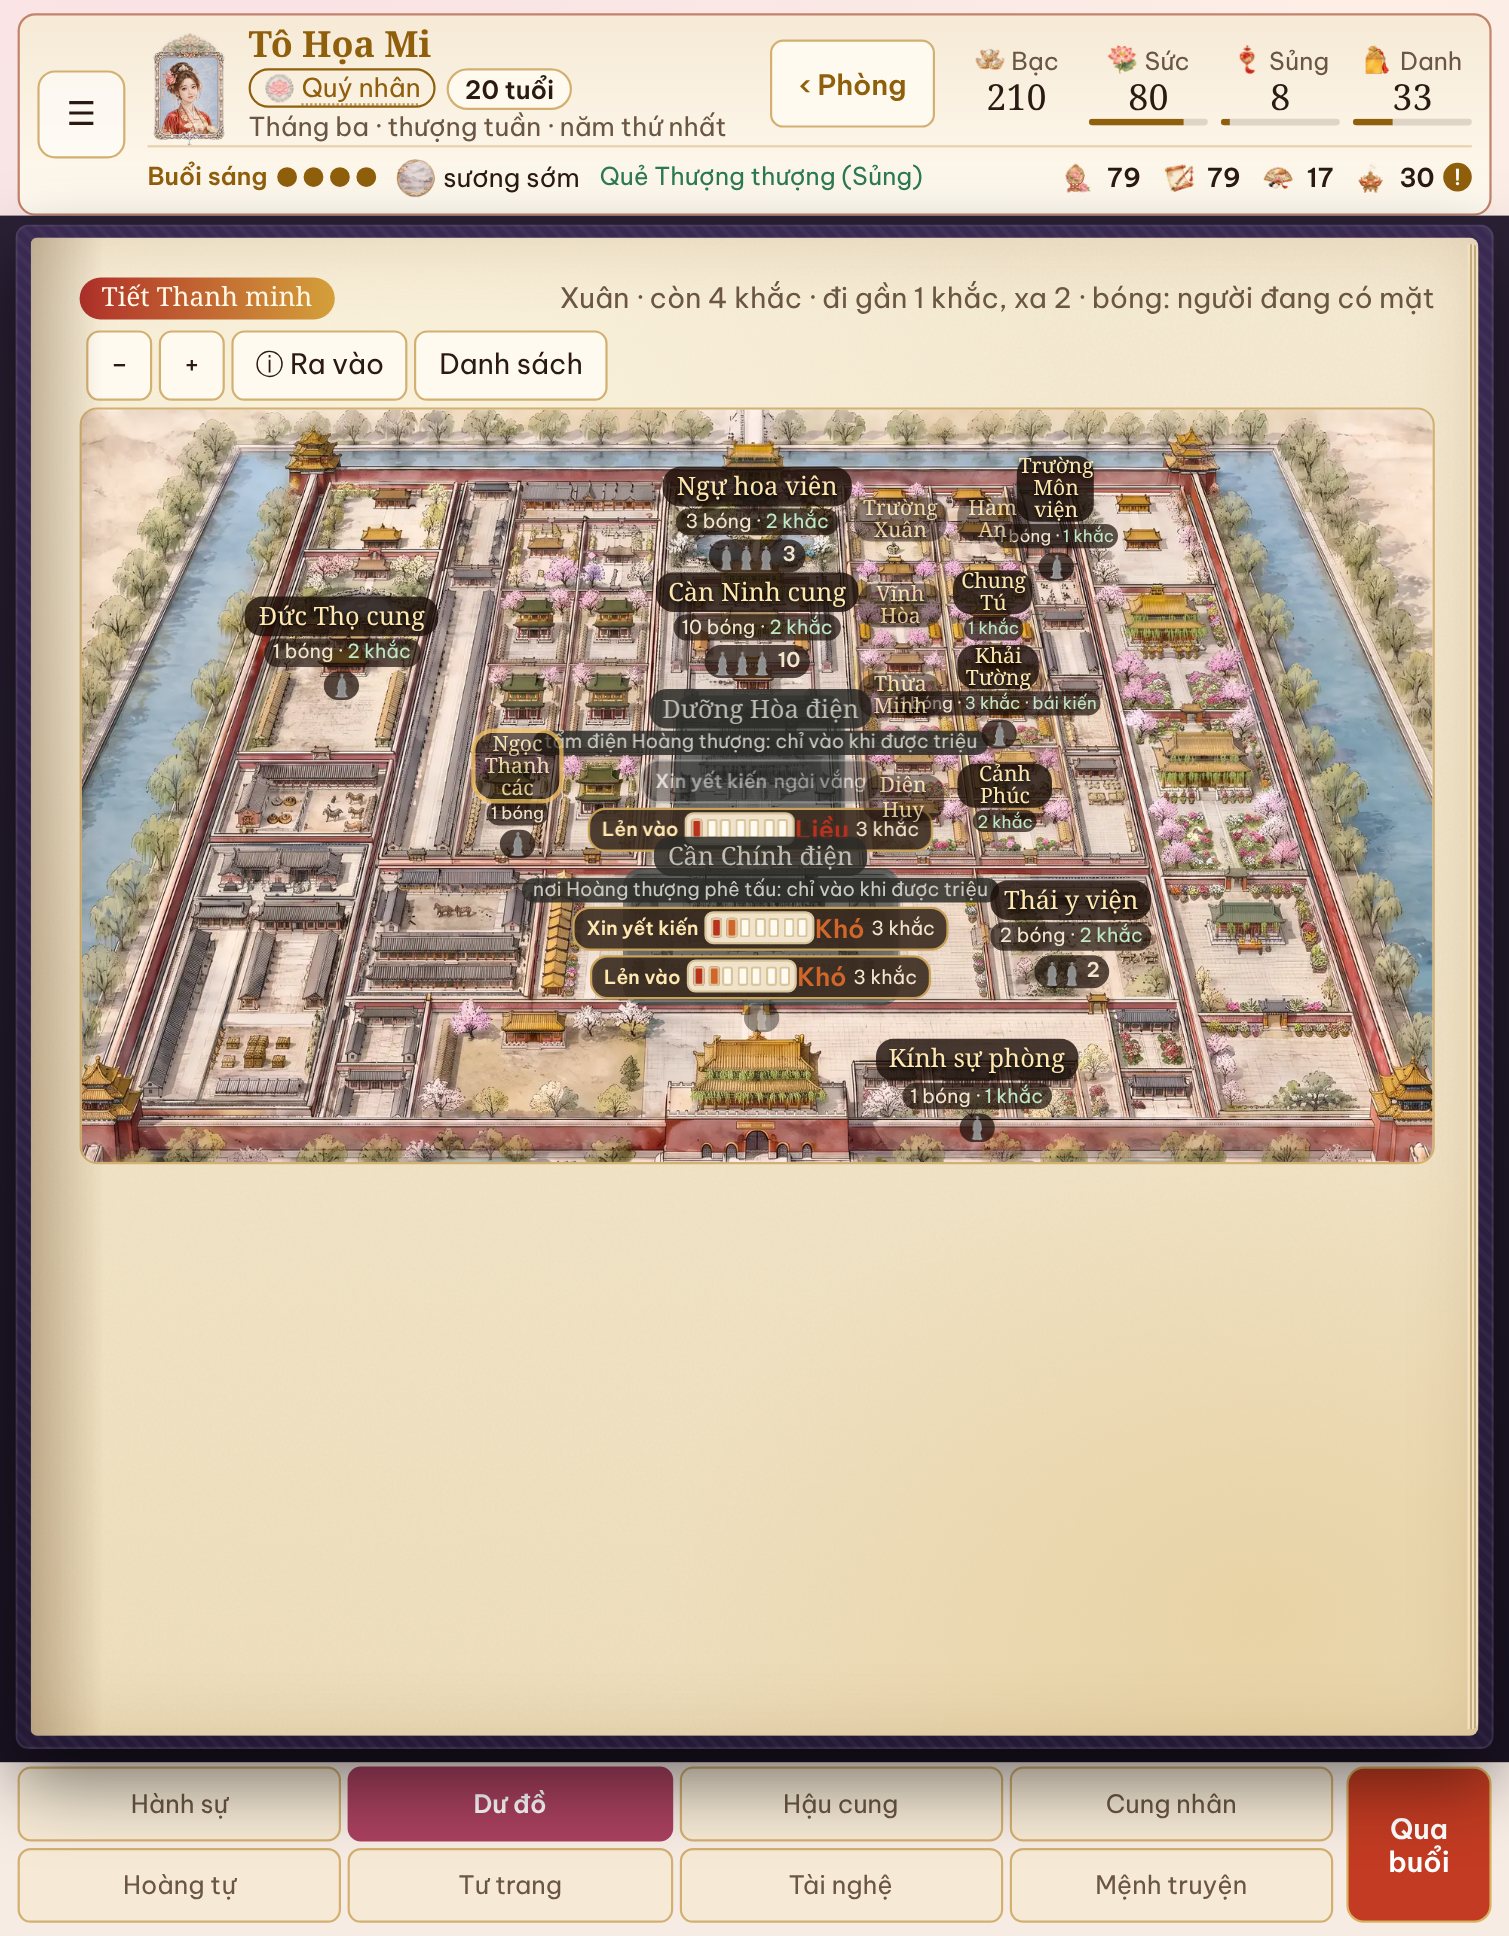 ☰
Tô Họa Mi
Quý nhân
20 tuổi
Tháng ba · thượng tuần · năm thứ nhất
‹ Phòng
Bạc
210
Sức
80
Sủng
8
Danh
33
Buổi sáng
sương sớm
Quẻ Thượng thượng (Sủng)
79
79
17
30
!
Tiết Thanh minh
Xuân · còn 4 khắc · đi gần 1 khắc, xa 2 · bóng: người đang có mặt
−
+
ⓘ Ra vào
Danh sách
Ngự hoa viên
3 bóng · 2 khắc
3
Trường
Xuân
Hàm
An
Trường
Môn
viện
bóng · 1 khắc
Càn Ninh cung
10 bóng · 2 khắc
10
Vĩnh
Hòa
Chung
Tú
1 khắc
Đức Thọ cung
1 bóng · 2 khắc
Khải
Tường
3 khắc · bái kiến
Thừa
Minh
Dưỡng Hòa điện
điện Hoàng thượng: chỉ vào khi được triệu
Xin yết kiến ngài vắng
Ngọc
Thanh
các
1 bóng
Diên
Huy
Cảnh
Phúc
2 khắc
Lẻn vào
Liều
3 khắc
Cần Chính điện
nơi Hoàng thượng phê tấu: chỉ vào khi được triệu
Xin yết kiến
Khó
3 khắc
Lẻn vào
Khó
3 khắc
Thái y viện
2 bóng · 2 khắc
2
Kính sự phòng
1 bóng · 1 khắc
Hành sự
Dư đồ
Hậu cung
Cung nhân
Hoàng tự
Tư trang
Tài nghệ
Mệnh truyện
Qua
buổi